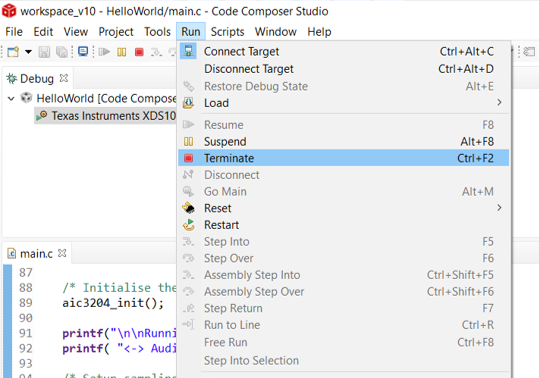 workspace_v10 - HelloWorld/main.c - Code Composer Studio
File Edit View Project Tools Run Scripts Window Help
Debug
HelloWorld [Code Compose
Texas Instruments XDS10
Connect Target Ctrl+Alt+C
Disconnect Target Ctrl+Alt+D
Restore Debug State Alt+E
Load
Resume F8
Suspend Alt+F8
Terminate Ctrl+F2
Disconnect
Go Main Alt+M
Reset
Restart
Step Into F5
Step Over F6
Assembly Step Into Ctrl+Shift+F5
Assembly Step Over Ctrl+Shift+F6
Step Return F7
Run to Line Ctrl+R
Free Run Ctrl+F8
Step Into Selection
main.c
87
88 /* Initialise the
89 aic3204_init();
90
91 printf("\n\nRunni
92 printf( "<-> Audi
93